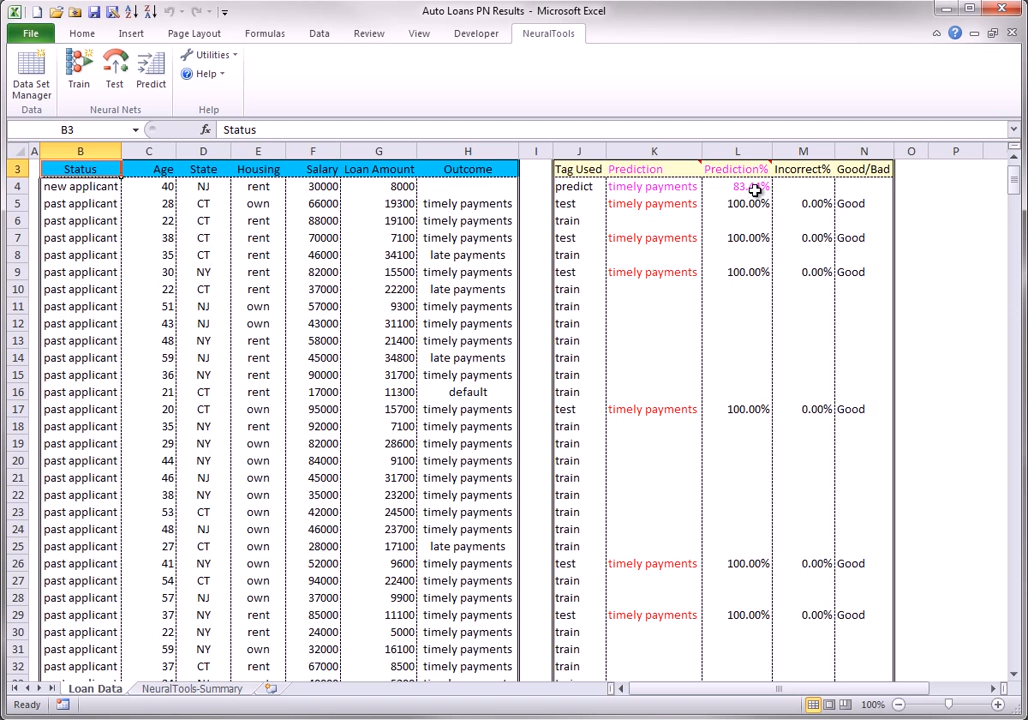 Auto Loans PN Results - Microsoft Excel
File Home Insert Page Layout Formulas Data Review View Developer NeuralTools
Data Set Manager Train Test Predict Utilities Help
Data Neural Nets Help
B3 fx Status
A B C D E F G H I J K L M N O P
3 Status Age State Housing Salary Loan Amount Outcome Tag Used Prediction Prediction% Incorrect% Good/Bad
4 new applicant 40 NJ rent 30000 8000 predict timely payments
5 past applicant 28 CT own 66000 19300 timely payments test timely payments 100.00% 0.00% Good
6 past applicant 22 CT rent 88000 19100 timely payments train
7 past applicant 38 CT rent 70000 7100 timely payments test timely payments 100.00% 0.00% Good
8 past applicant 35 CT rent 46000 34100 late payments train
9 past applicant 30 NY rent 82000 15500 timely payments test timely payments 100.00% 0.00% Good
10 past applicant 22 CT rent 37000 22200 late payments train
11 past applicant 51 NJ own 57000 9300 timely payments train
12 past applicant 43 NJ own 43000 31100 timely payments train
13 past applicant 48 NJ rent 58000 21400 timely payments train
14 past applicant 59 NJ rent 45000 34800 late payments train
15 past applicant 36 NJ rent 90000 31700 timely payments train
16 past applicant 21 CT rent 17000 11300 default train
17 past applicant 20 CT own 95000 15700 timely payments test timely payments 100.00% 0.00% Good
18 past applicant 35 NY rent 92000 7100 timely payments train
19 past applicant 29 NY own 82000 28600 timely payments train
20 past applicant 44 NY own 84000 9100 timely payments train
21 past applicant 46 NJ own 45000 31700 timely payments train
22 past applicant 38 NY own 35000 23200 timely payments train
23 past applicant 53 CT own 42000 24500 timely payments train
24 past applicant 48 NJ own 46000 23700 timely payments train
25 past applicant 27 CT own 28000 17100 late payments train
26 past applicant 41 NY own 52000 9600 timely payments test timely payments 100.00% 0.00% Good
27 past applicant 54 CT own 94000 22400 timely payments train
28 past applicant 57 NJ own 37000 9900 timely payments train
29 past applicant 37 NY rent 85000 11100 timely payments test timely payments 100.00% 0.00% Good
30 past applicant 22 NY rent 24000 5000 timely payments train
31 past applicant 59 NY own 32000 16100 timely payments train
32 past applicant 37 CT rent 67000 8500 timely payments train
Loan Data NeuralTools-Summary
Ready 100%